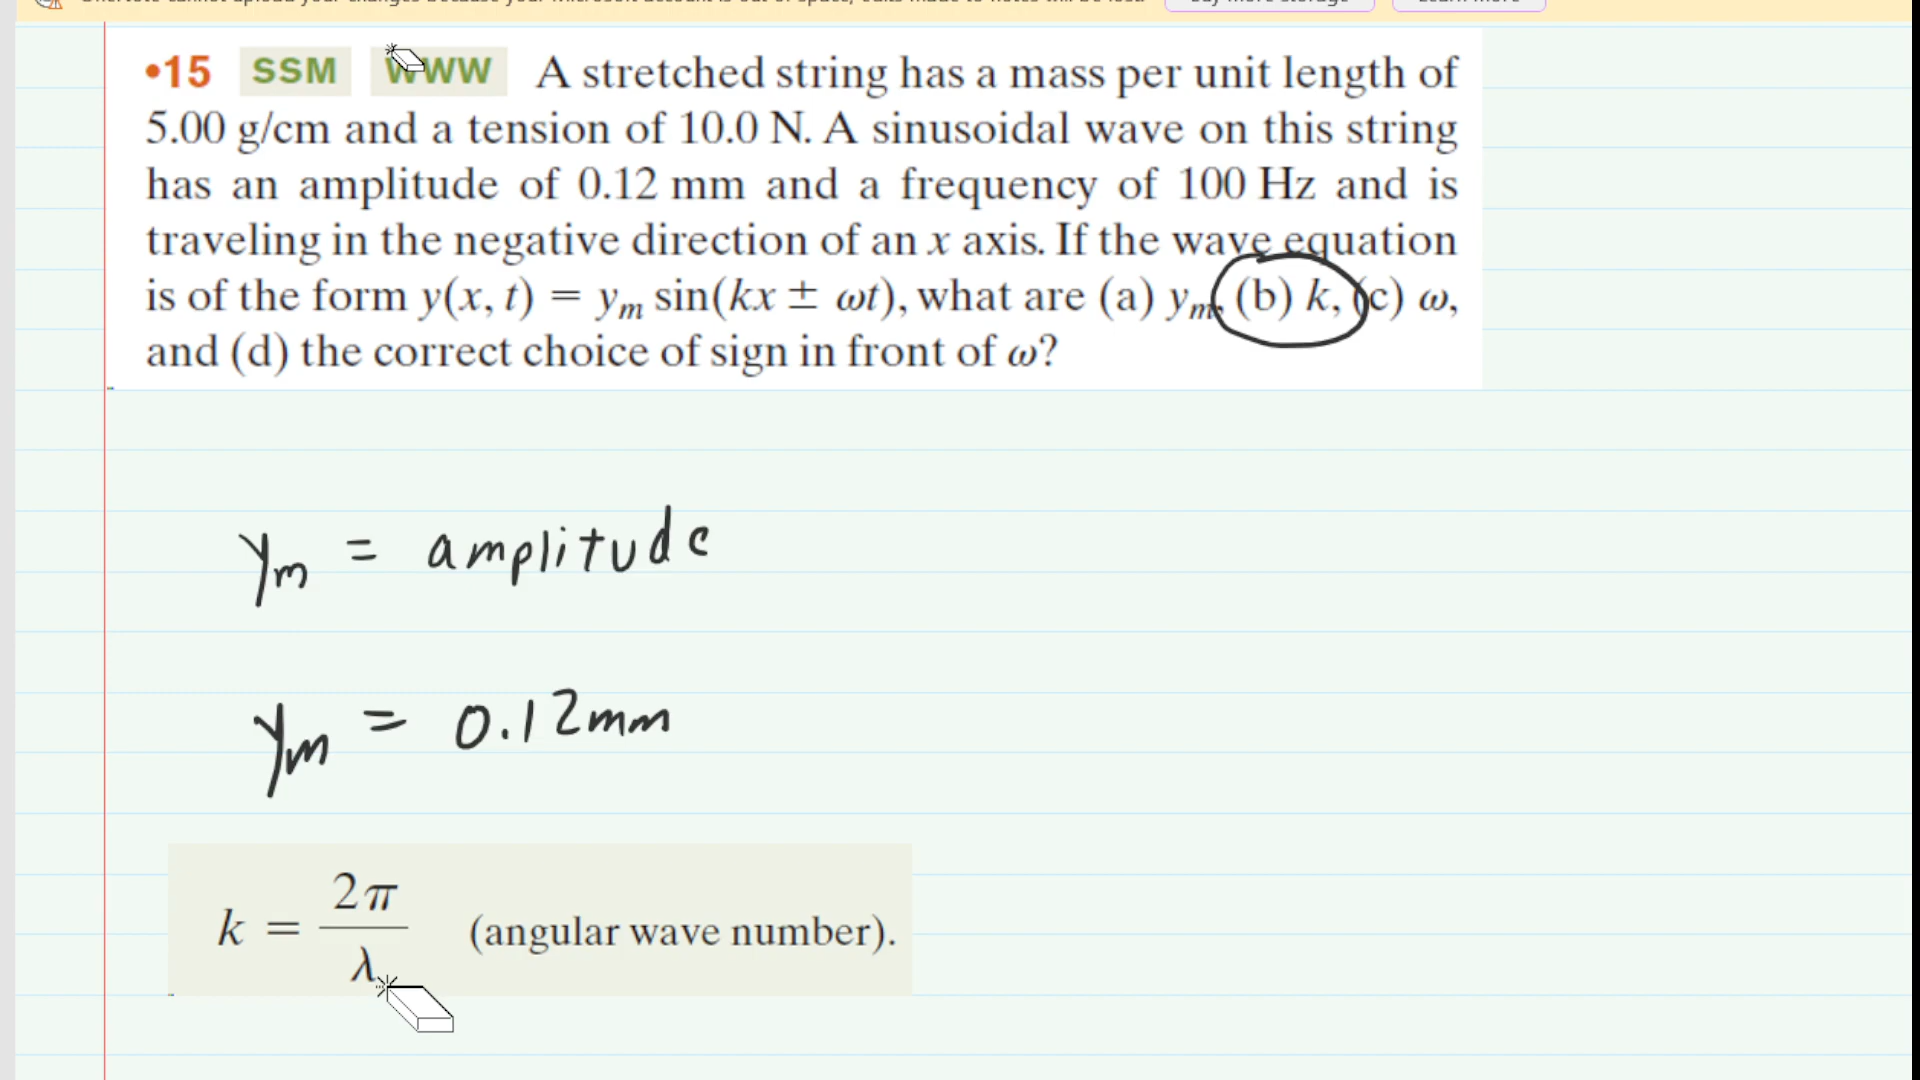 •15 SSM WWW A stretched string has a mass per unit length of
5.00 g/cm and a tension of 10.0 N. A sinusoidal wave on this string
has an amplitude of 0.12 mm and a frequency of 100 Hz and is
traveling in the negative direction of an x axis. If the wave equation
is of the form y(x, t) = yₘ sin(kx ± ωt), what are (a) yₘ, (b) k, (c) ω,
and (d) the correct choice of sign in front of ω?
yₘ = amplitude
yₘ = 0.12mm
k = 2π/λ (angular wave number).